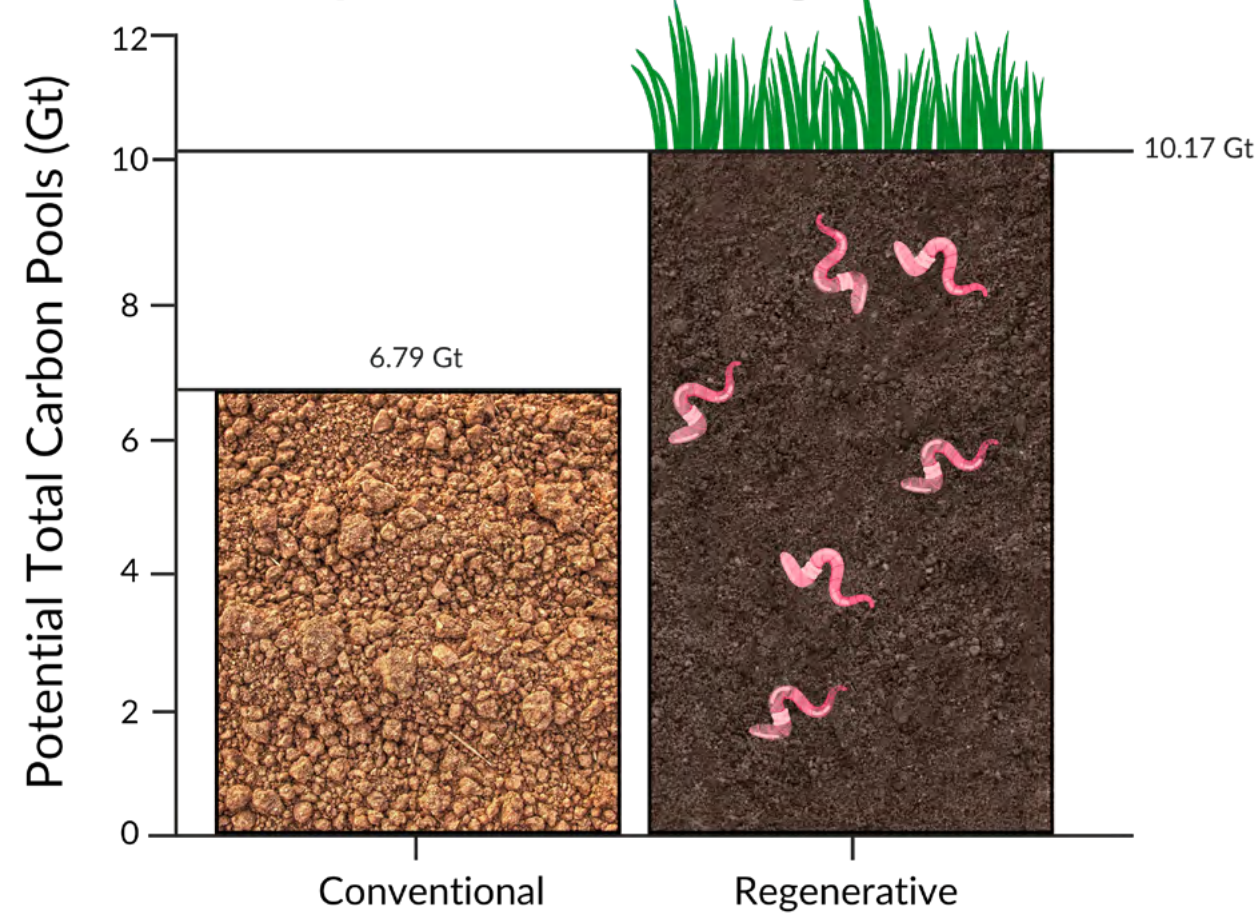 Potential Total Carbon Pools (Gt)
12
10
8
6
4
2
0
10.17 Gt
6.79 Gt
Conventional
Regenerative